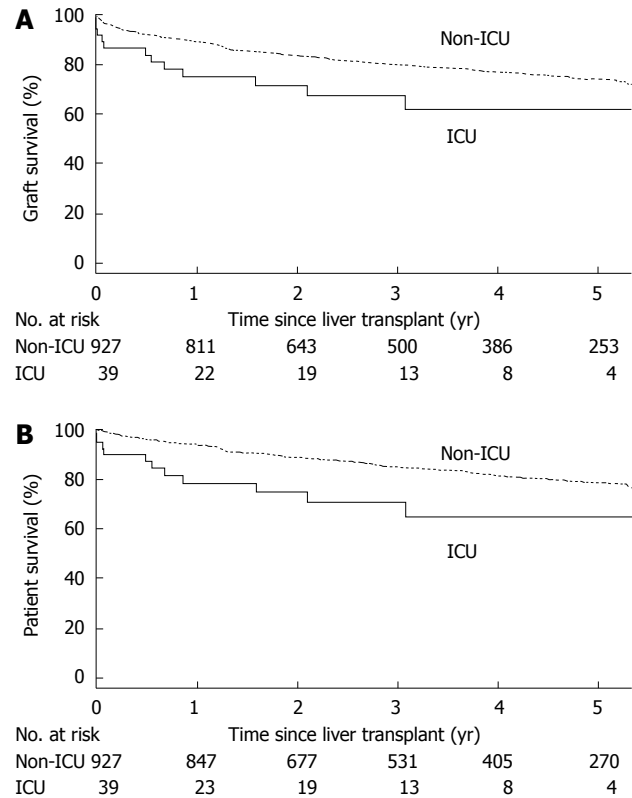 A
100
80
60
40
20
0
Graft survival (%)
Non-ICU
ICU
0 1 2 3 4 5
No. at risk Time since liver transplant (yr)
Non-ICU 927 811 643 500 386 253
ICU 39 22 19 13 8 4
B
100
80
60
40
20
0
Patient survival (%)
Non-ICU
ICU
0 1 2 3 4 5
No. at risk Time since liver transplant (yr)
Non-ICU 927 847 677 531 405 270
ICU 39 23 19 13 8 4